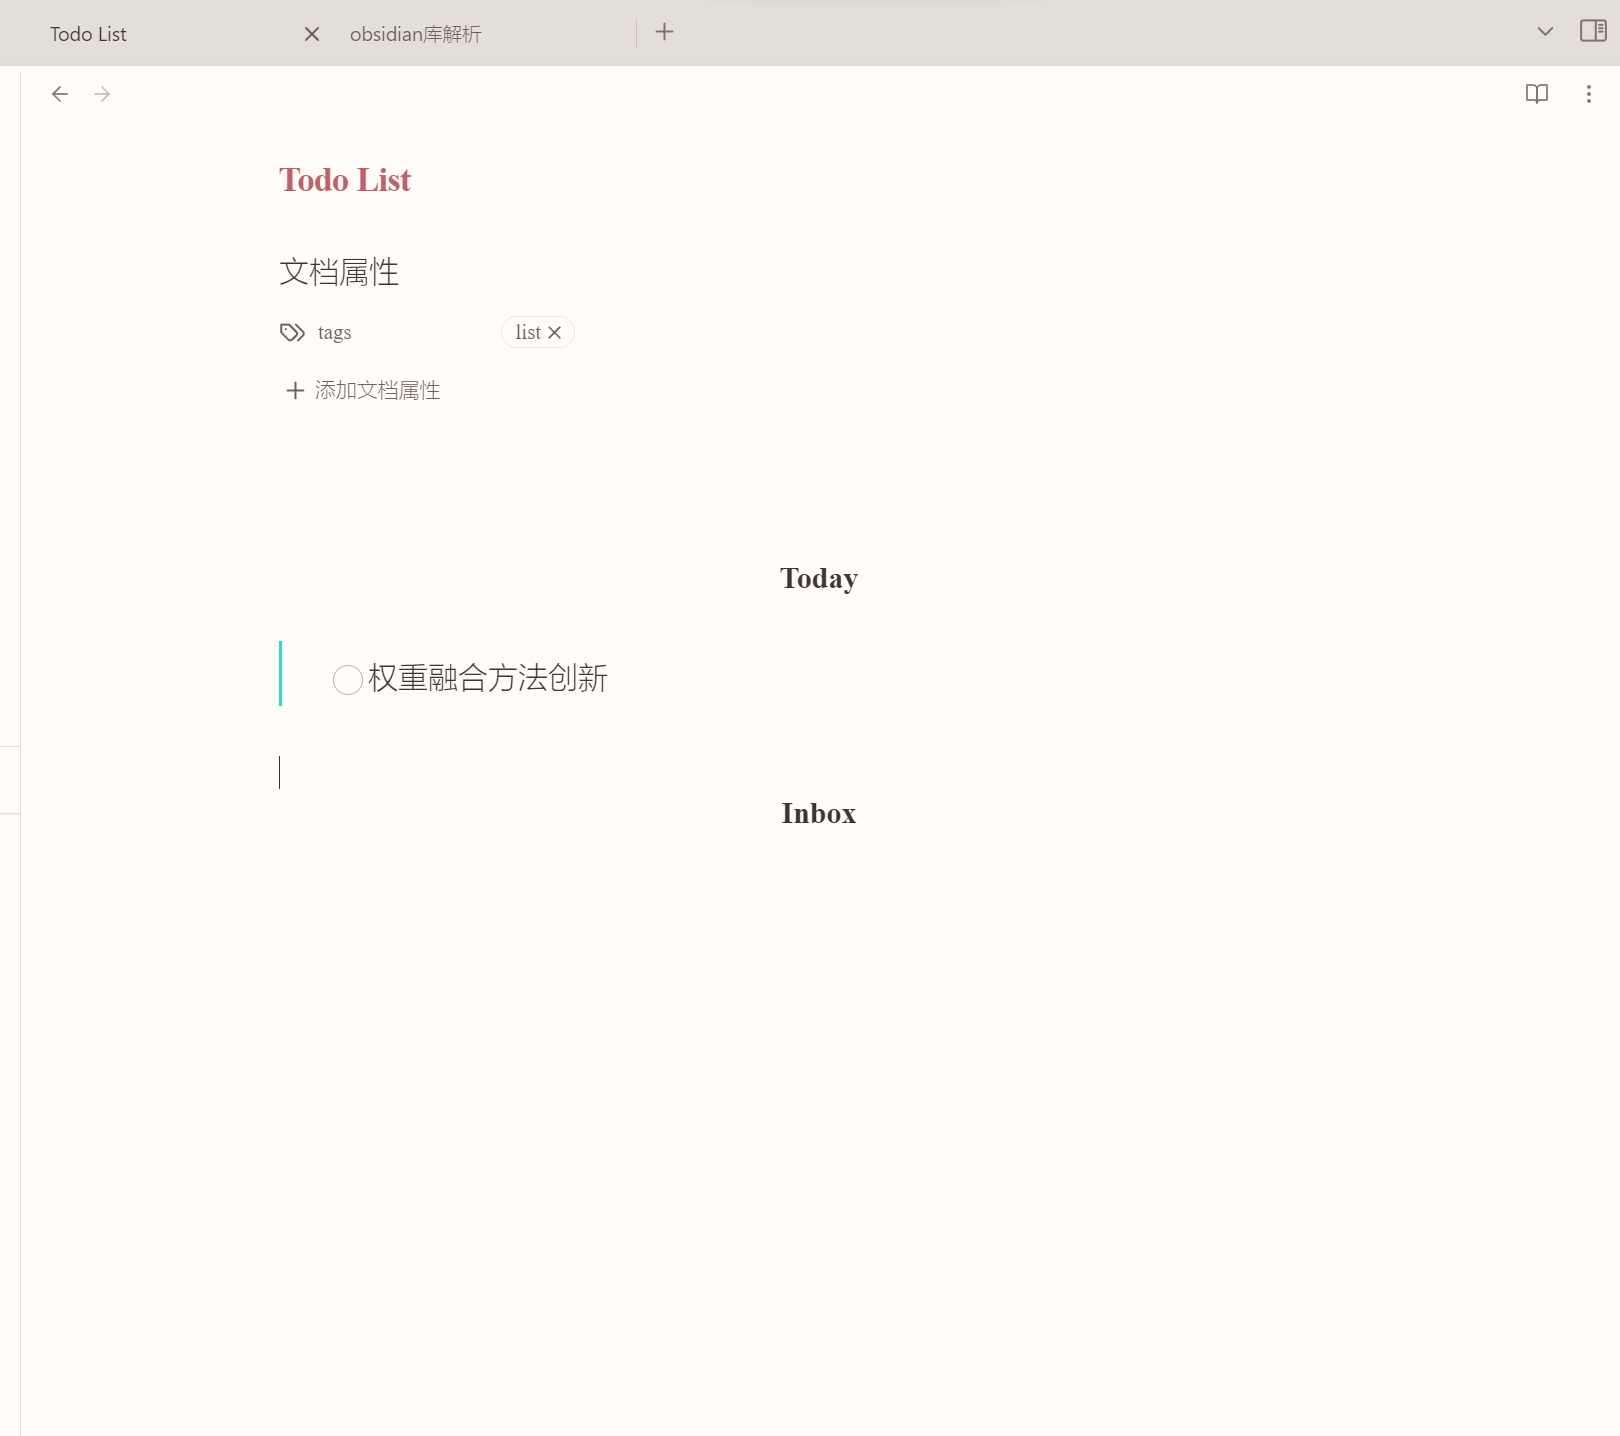 Todo List
obsidian库解析
Todo List
文档属性
tags list
添加文档属性
Today
权重融合方法创新
Inbox